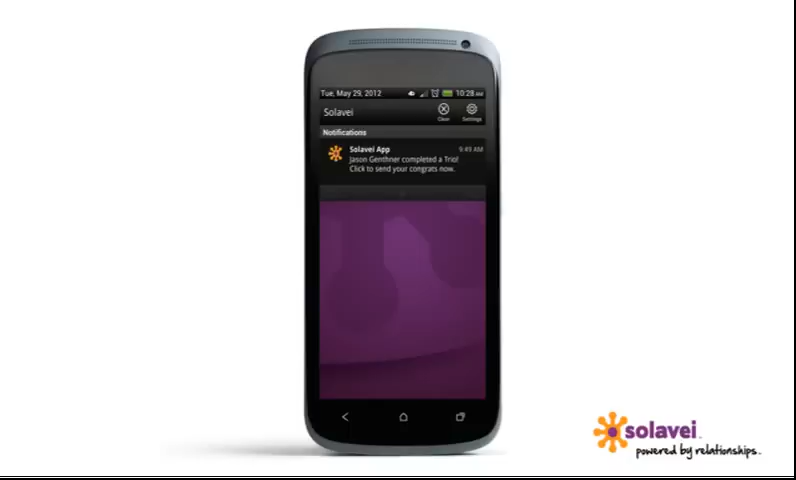 Tue, May 29, 2012 10:28 AM
Solavei
Clear Settings
Notifications
Solavei App 9:49 AM
Jason Genthner completed a Trio!
Click to send your congrats now.
solavei
powered by relationships.